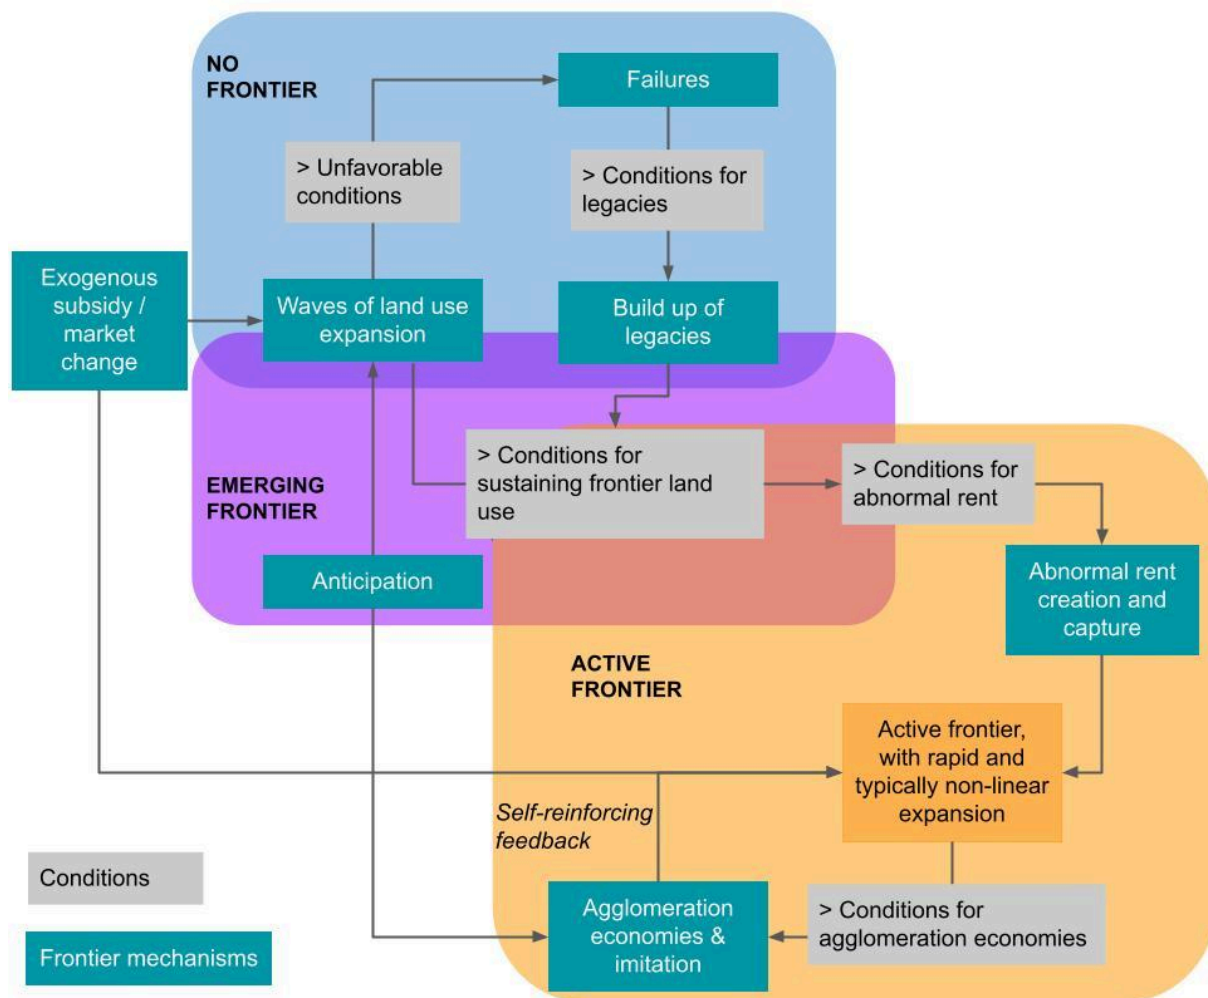 NO
FRONTIER
Failures
> Unfavorable
conditions
> Conditions for
legacies
Exogenous
subsidy /
market
change
Waves of land use
expansion
Build up of
legacies
EMERGING
FRONTIER
> Conditions for
sustaining frontier land
use
> Conditions for
abnormal rent
Anticipation
Abnormal rent
creation and
capture
ACTIVE
FRONTIER
Active frontier,
with rapid and
typically non-linear
expansion
Self-reinforcing
feedback
Conditions
Agglomeration
economies &
imitation
> Conditions for
agglomeration economies
Frontier mechanisms